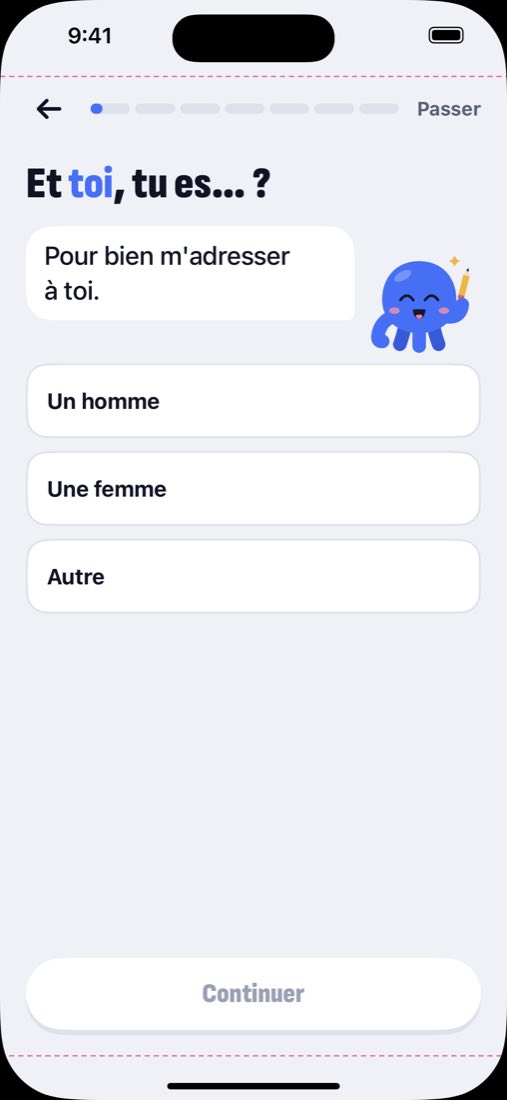 9:41
Passer
Et toi, tu es... ?
Pour bien m'adresser
à toi.
Un homme
Une femme
Autre
Continuer